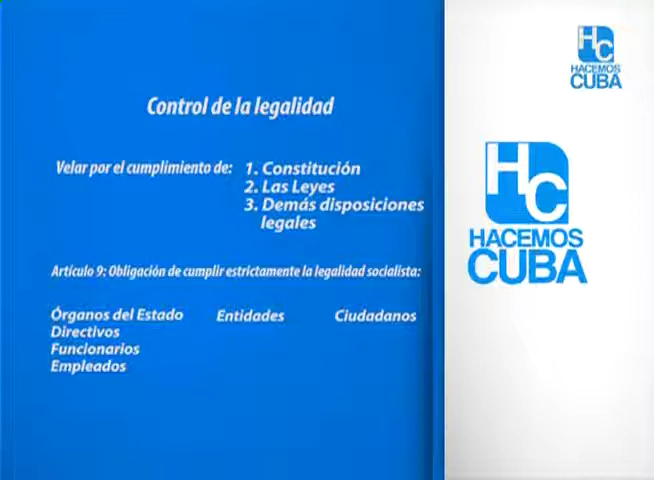 HC
HACEMOS
CUBA
Control de la legalidad
Velar por el cumplimiento de: 1. Constitución
2. Las Leyes
3. Demás disposiciones
legales
HC
HACEMOS
CUBA
Artículo 9: Obligación de cumplir estrictamente la legalidad socialista:
Órganos del Estado Entidades Ciudadanos
Directivos
Funcionarios
Empleados